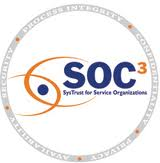 SOC3
SysTrust for Service Organizations
SECURITY • PROCESS INTEGRITY • CONFIDENTIALITY • PRIVACY • AVAILABILITY